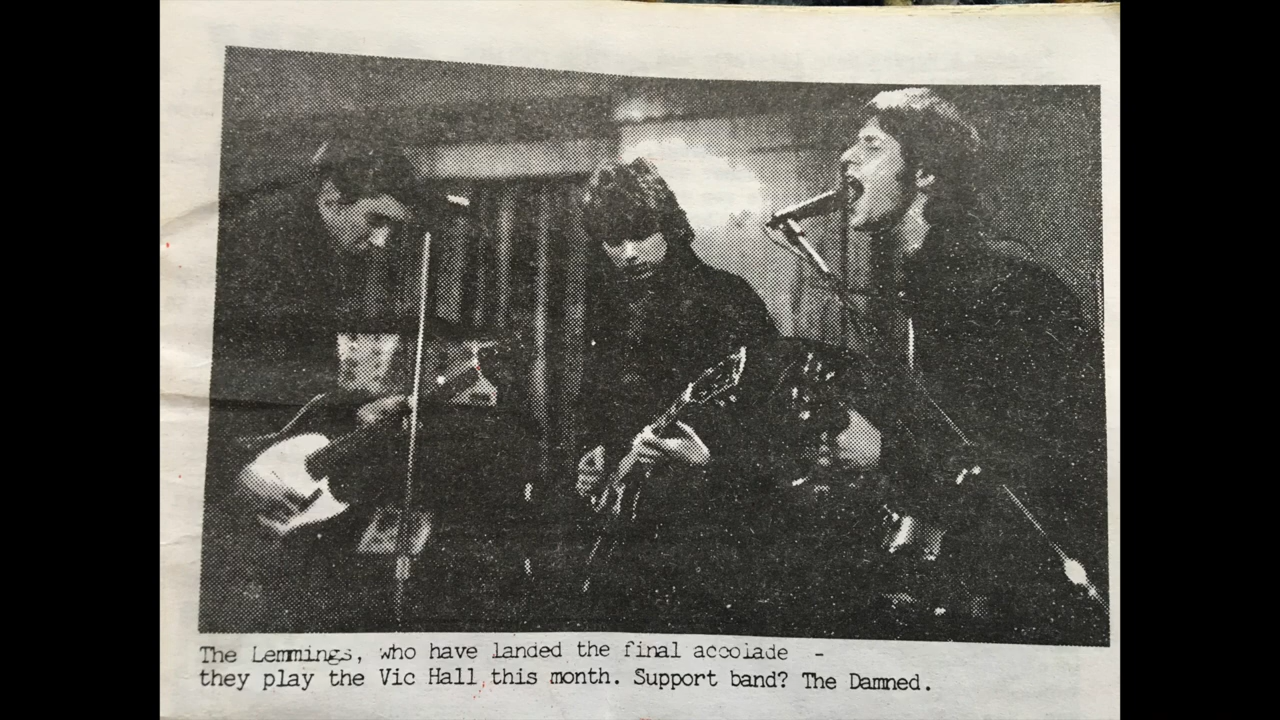 The Lemmings, who have landed the final accolade -
they play the Vic Hall this month. Support band? The Damned.